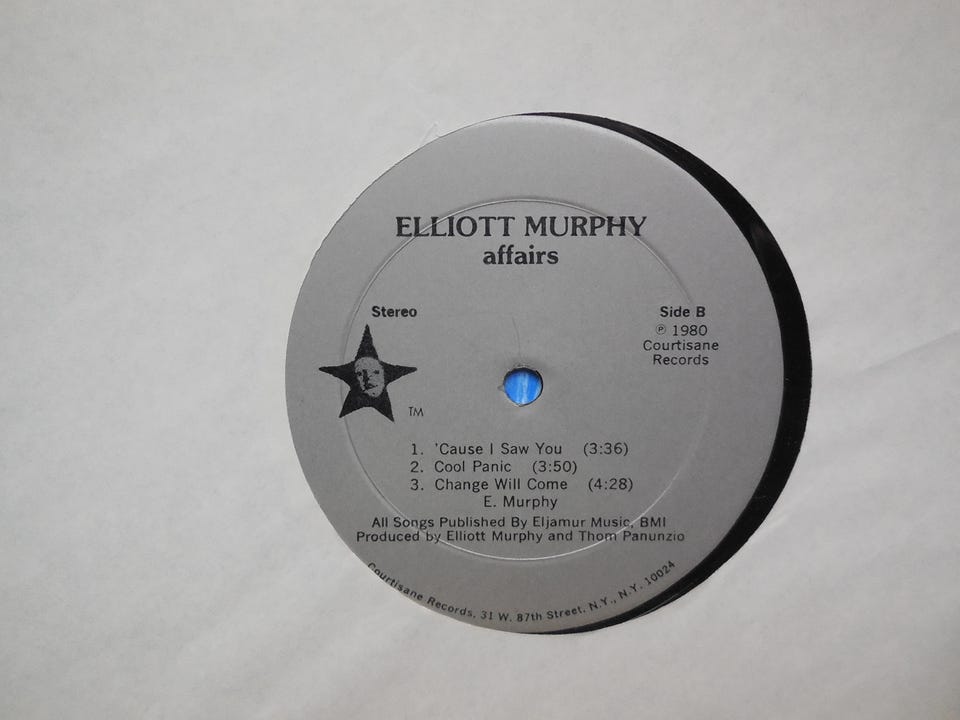 ELLIOTT MURPHY
affairs
Stereo
Side B
℗ 1980
Courtisane
Records
TM
1. 'Cause I Saw You (3:36)
2. Cool Panic (3:50)
3. Change Will Come (4:28)
E. Murphy
All Songs Published By Eljamur Music, BMI
Produced by Elliott Murphy and Thom Panunzio
Courtisane Records, 31 W. 87th Street, N.Y., N.Y. 10024